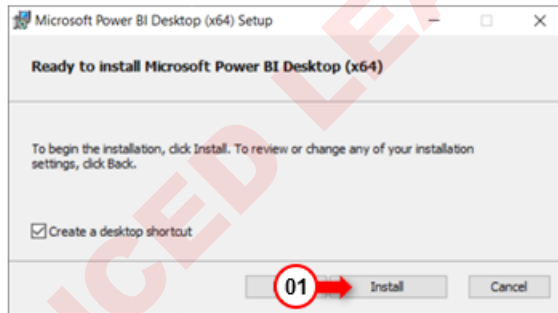 Microsoft Power BI Desktop (x64) Setup
Ready to install Microsoft Power BI Desktop (x64)
To begin the installation, click Install. To review or change any of your installation
settings, click Back.
Create a desktop shortcut
01 Install Cancel